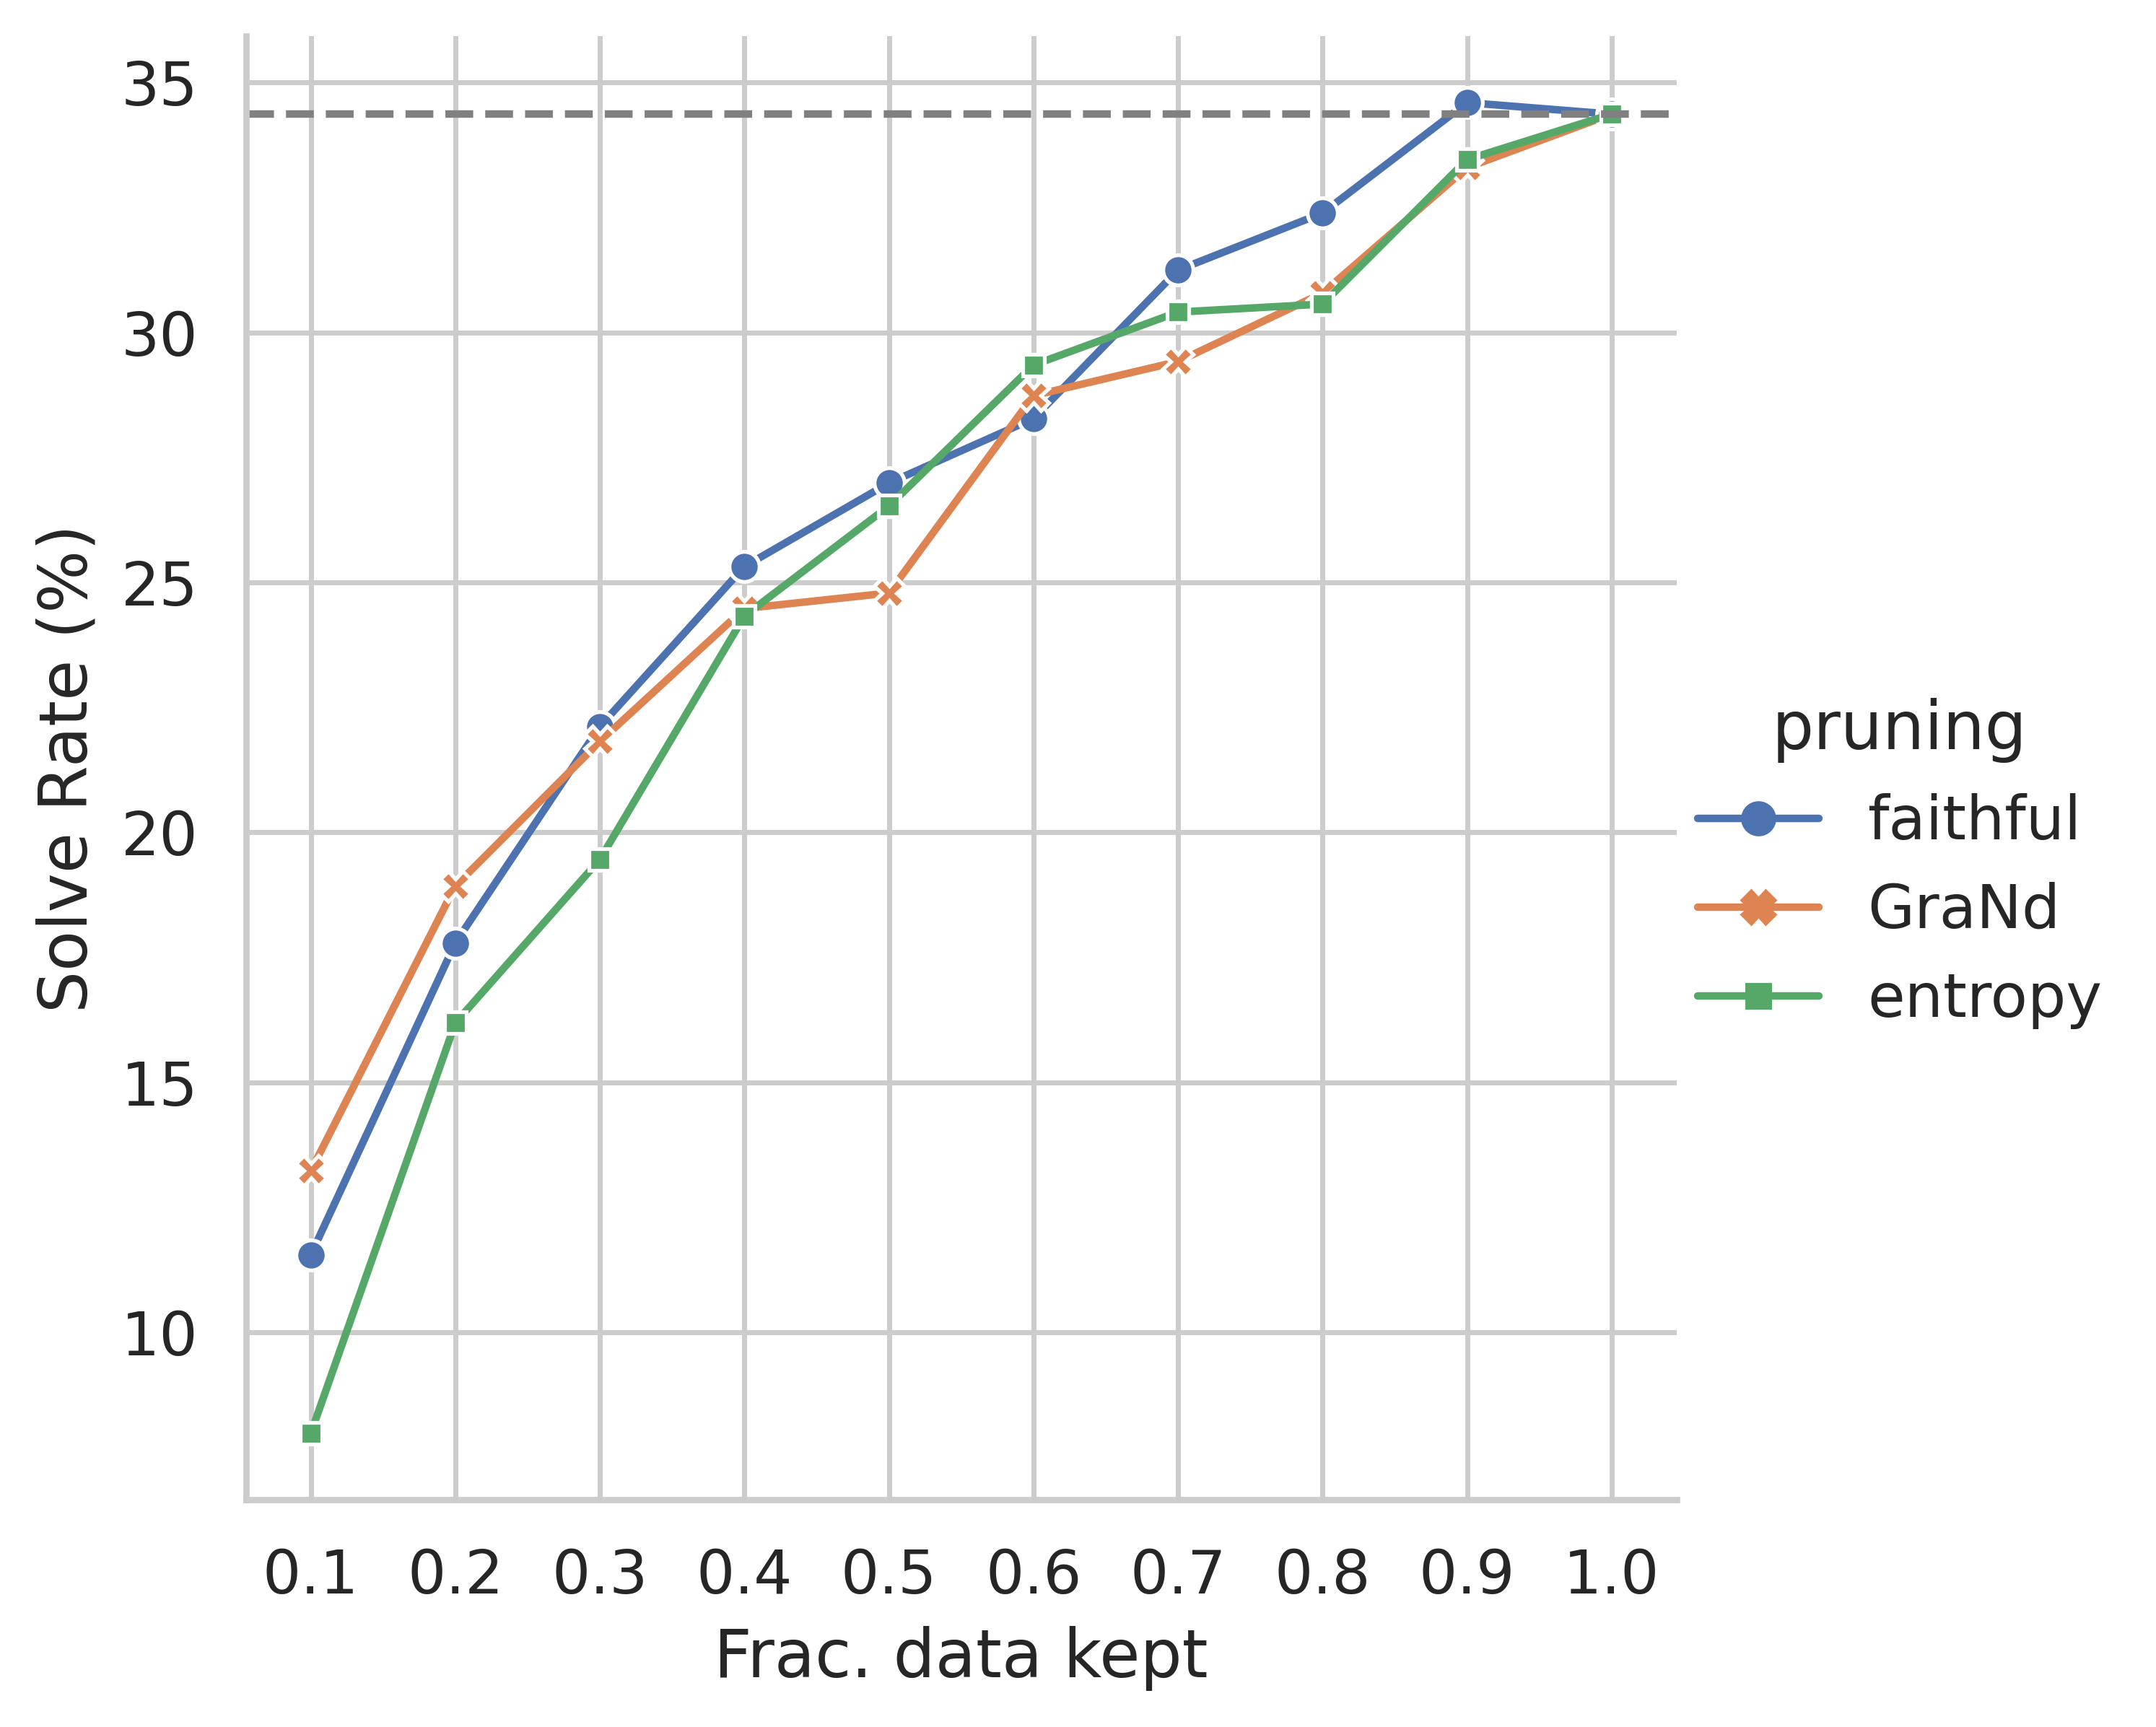 35
30
25
20
15
10
Solve Rate (%)
0.1 0.2 0.3 0.4 0.5 0.6 0.7 0.8 0.9 1.0
Frac. data kept
pruning
faithful
GraNd
entropy